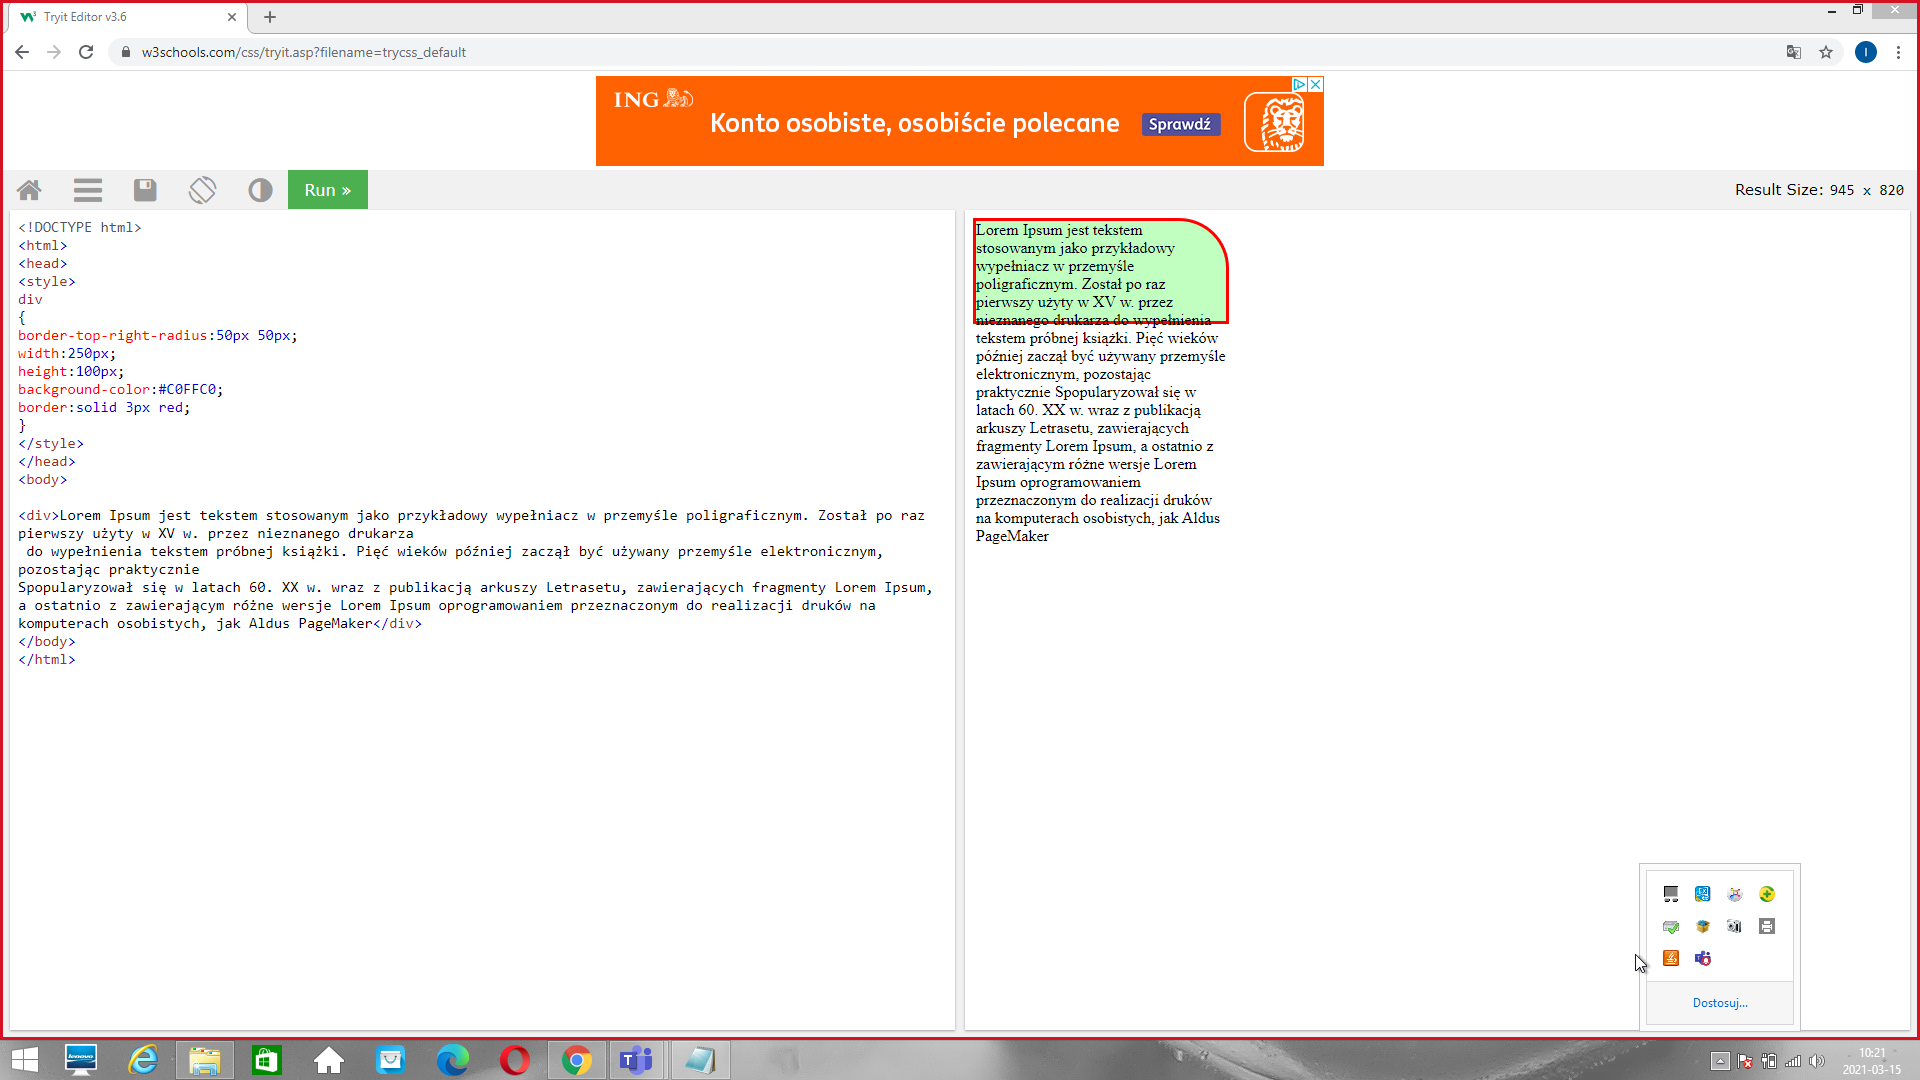 Tryit Editor v3.6
w3schools.com/css/tryit.asp?filename=trycss_default
ING
Konto osobiste, osobiście polecane
Sprawdź
Run »
Result Size: 945 x 820
<!DOCTYPE html>
<html>
<head>
<style>
div
{
border-top-right-radius:50px 50px;
width:250px;
height:100px;
background-color:#C0FFC0;
border:solid 3px red;
}
</style>
</head>
<body>
<div>Lorem Ipsum jest tekstem stosowanym jako przykładowy wypełniacz w przemyśle poligraficznym. Został po raz
pierwszy użyty w XV w. przez nieznanego drukarza
do wypełnienia tekstem próbnej książki. Pięć wieków później zaczął być używany przemyśle elektronicznym,
pozostając praktycznie
Spopularyzował się w latach 60. XX w. wraz z publikacją arkuszy Letrasetu, zawierających fragmenty Lorem Ipsum,
a ostatnio z zawierającym różne wersje Lorem Ipsum oprogramowaniem przeznaczonym do realizacji druków na
komputerach osobistych, jak Aldus PageMaker</div>
</body>
</html>
Lorem Ipsum jest tekstem
stosowanym jako przykładowy
wypełniacz w przemyśle
poligraficznym. Został po raz
pierwszy użyty w XV w. przez
nieznanego drukarza do wypełnienia
tekstem próbnej książki. Pięć wieków
później zaczął być używany przemyśle
elektronicznym, pozostając
praktycznie Spopularyzował się w
latach 60. XX w. wraz z publikacją
arkuszy Letrasetu, zawierających
fragmenty Lorem Ipsum, a ostatnio z
zawierającym różne wersje Lorem
Ipsum oprogramowaniem
przeznaczonym do realizacji druków
na komputerach osobistych, jak Aldus
PageMaker
Dostosuj...
lenovo
10:21
2021-03-15